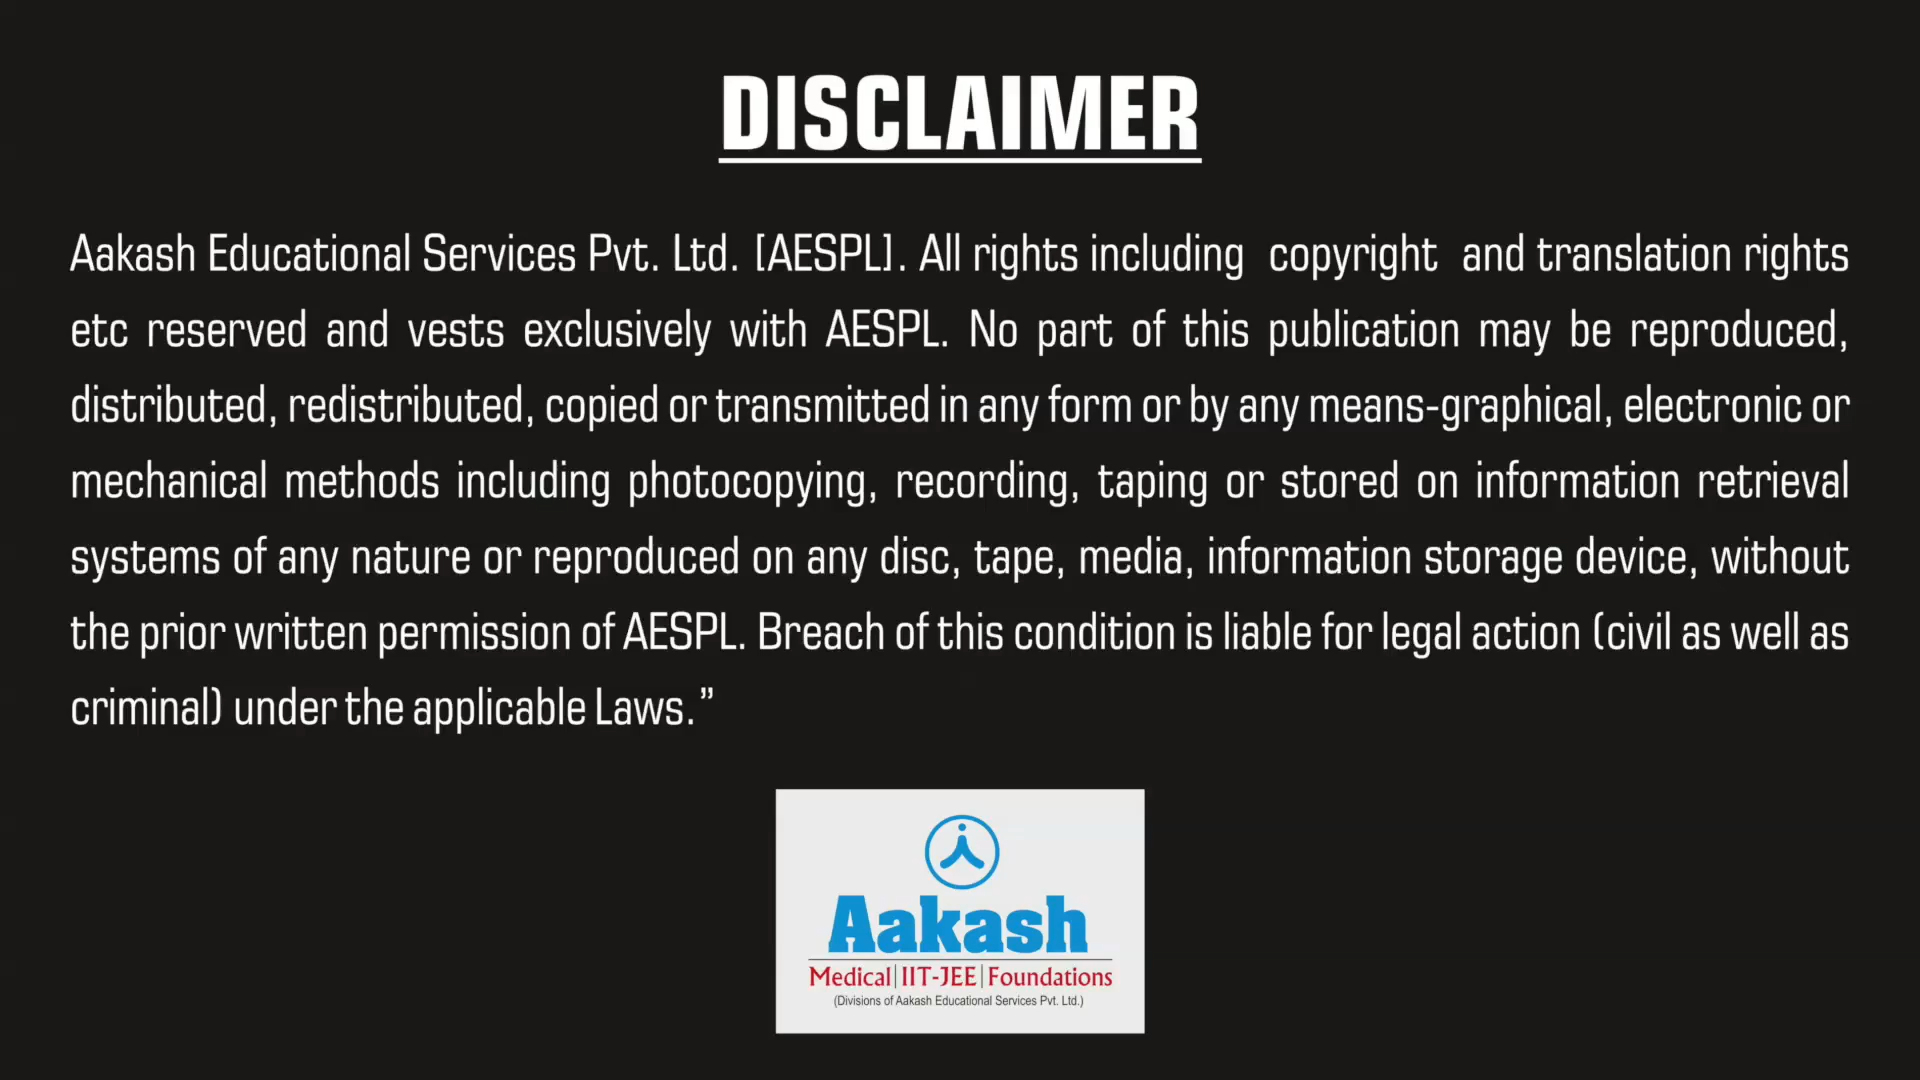 DISCLAIMER
Aakash Educational Services Pvt. Ltd. [AESPL]. All rights including copyright and translation rights
etc reserved and vests exclusively with AESPL. No part of this publication may be reproduced,
distributed, redistributed, copied or transmitted in any form or by any means-graphical, electronic or
mechanical methods including photocopying, recording, taping or stored on information retrieval
systems of any nature or reproduced on any disc, tape, media, information storage device, without
the prior written permission of AESPL. Breach of this condition is liable for legal action (civil as well as
criminal) under the applicable Laws.”
Aakash
Medical|IIT-JEE|Foundations
(Divisions of Aakash Educational Services Pvt. Ltd.)